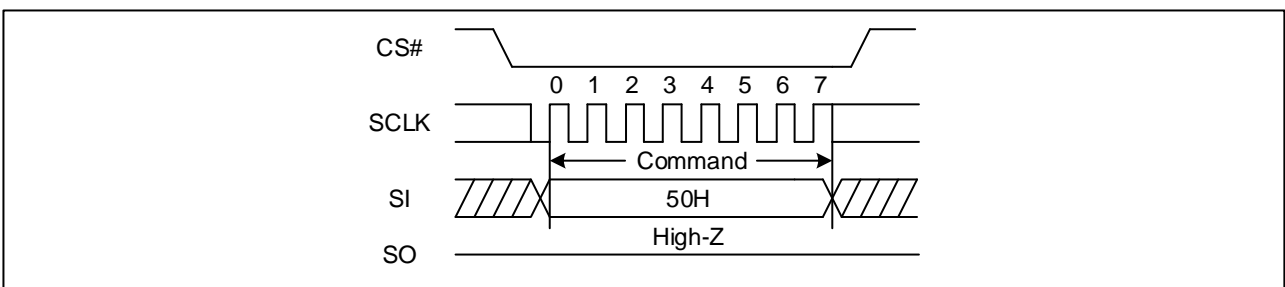 CS#
0 1 2 3 4 5 6 7
SCLK
Command
SI
50H
High-Z
SO